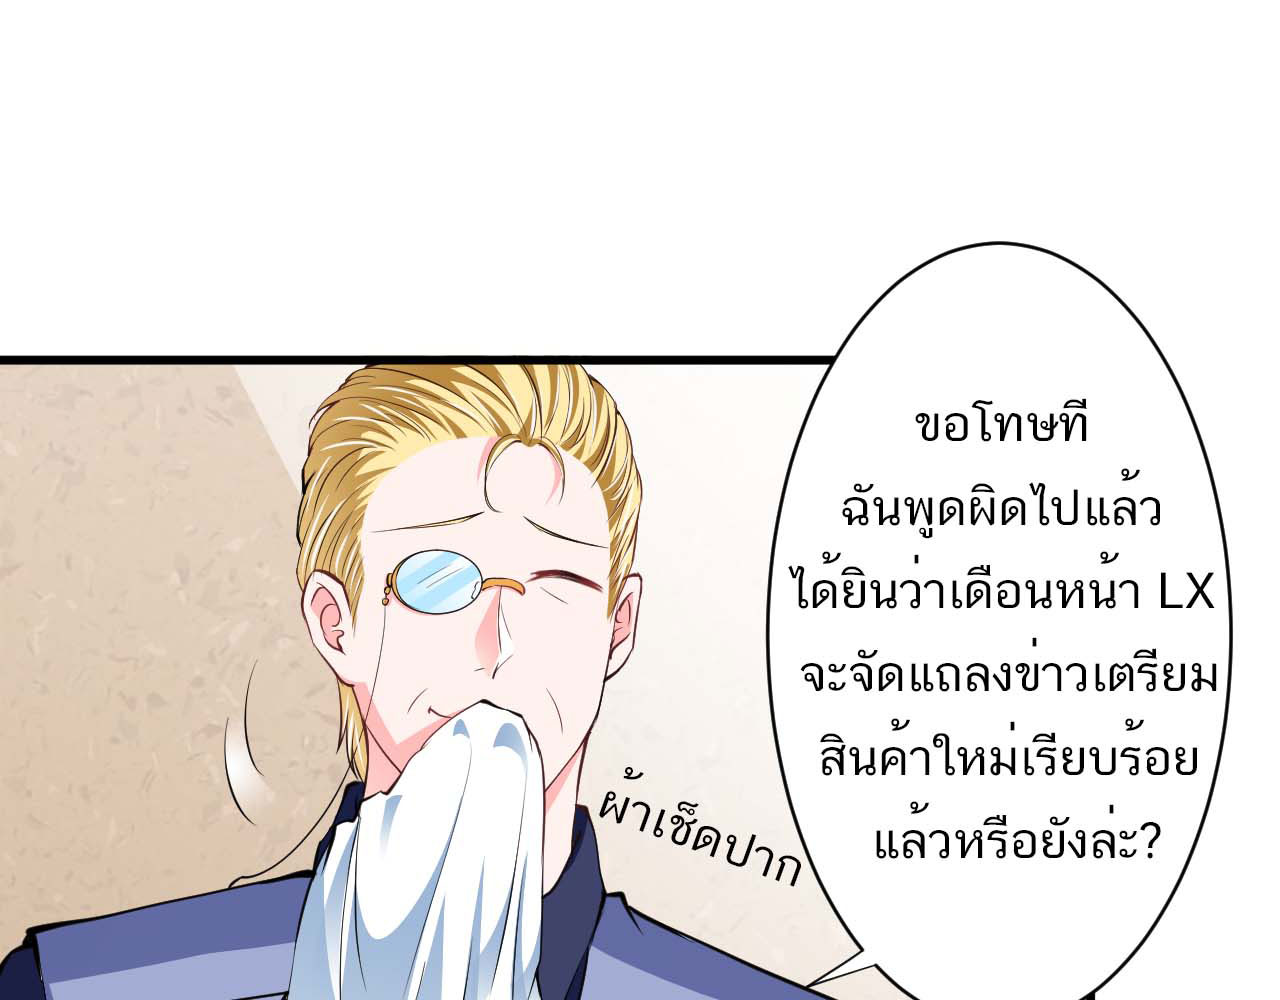 ขอโทษที
ฉันพูดผิดไปแล้ว
ได้ยินว่าเดือนหน้า LX
จะจัดแถลงข่าวเตรียม
สินค้าใหม่เรียบร้อย
แล้วหรือยังล่ะ?
ผ้าเช็ดปาก